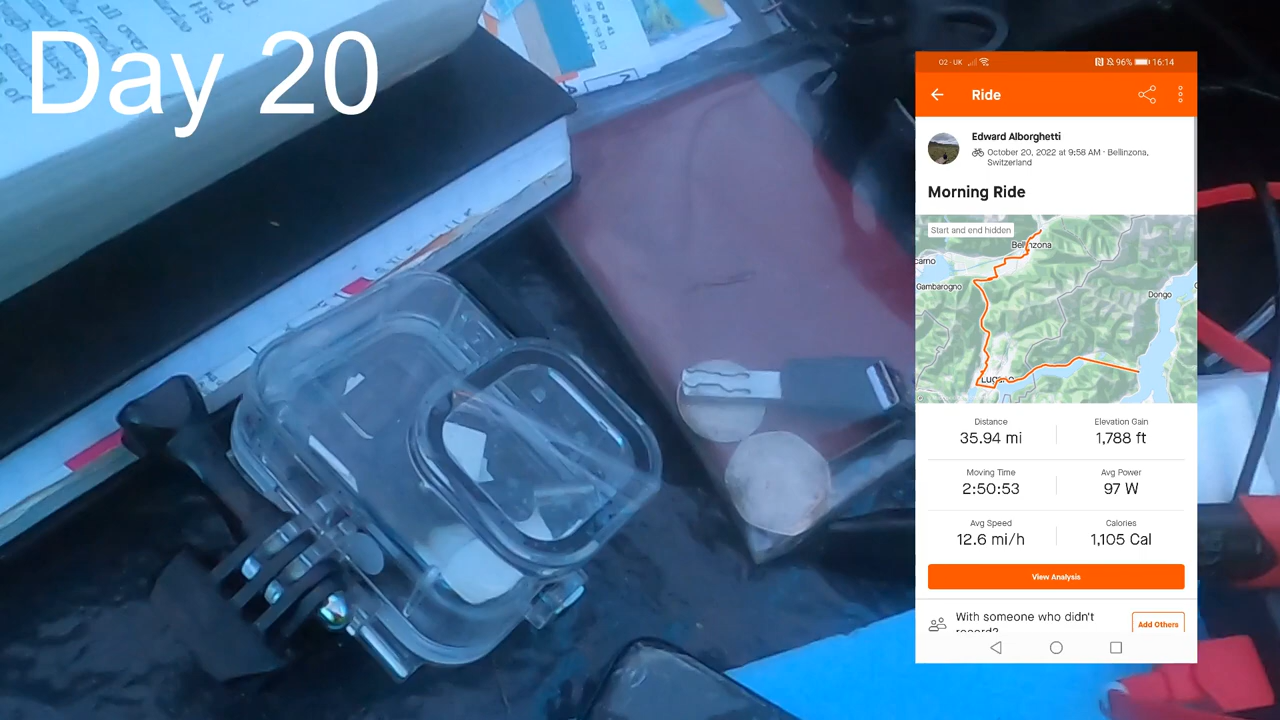 Day 20
O2 - UK
96% 16:14
Ride
Edward Alborghetti
October 20, 2022 at 9:58 AM · Bellinzona,
Switzerland
Morning Ride
Start and end hidden
Bellinzona
Gambarogno
Dongo
Lugano
Distance
35.94 mi
Elevation Gain
1,788 ft
Moving Time
2:50:53
Avg Power
97 W
Avg Speed
12.6 mi/h
Calories
1,105 Cal
View Analysis
With someone who didn't
record?
Add Others